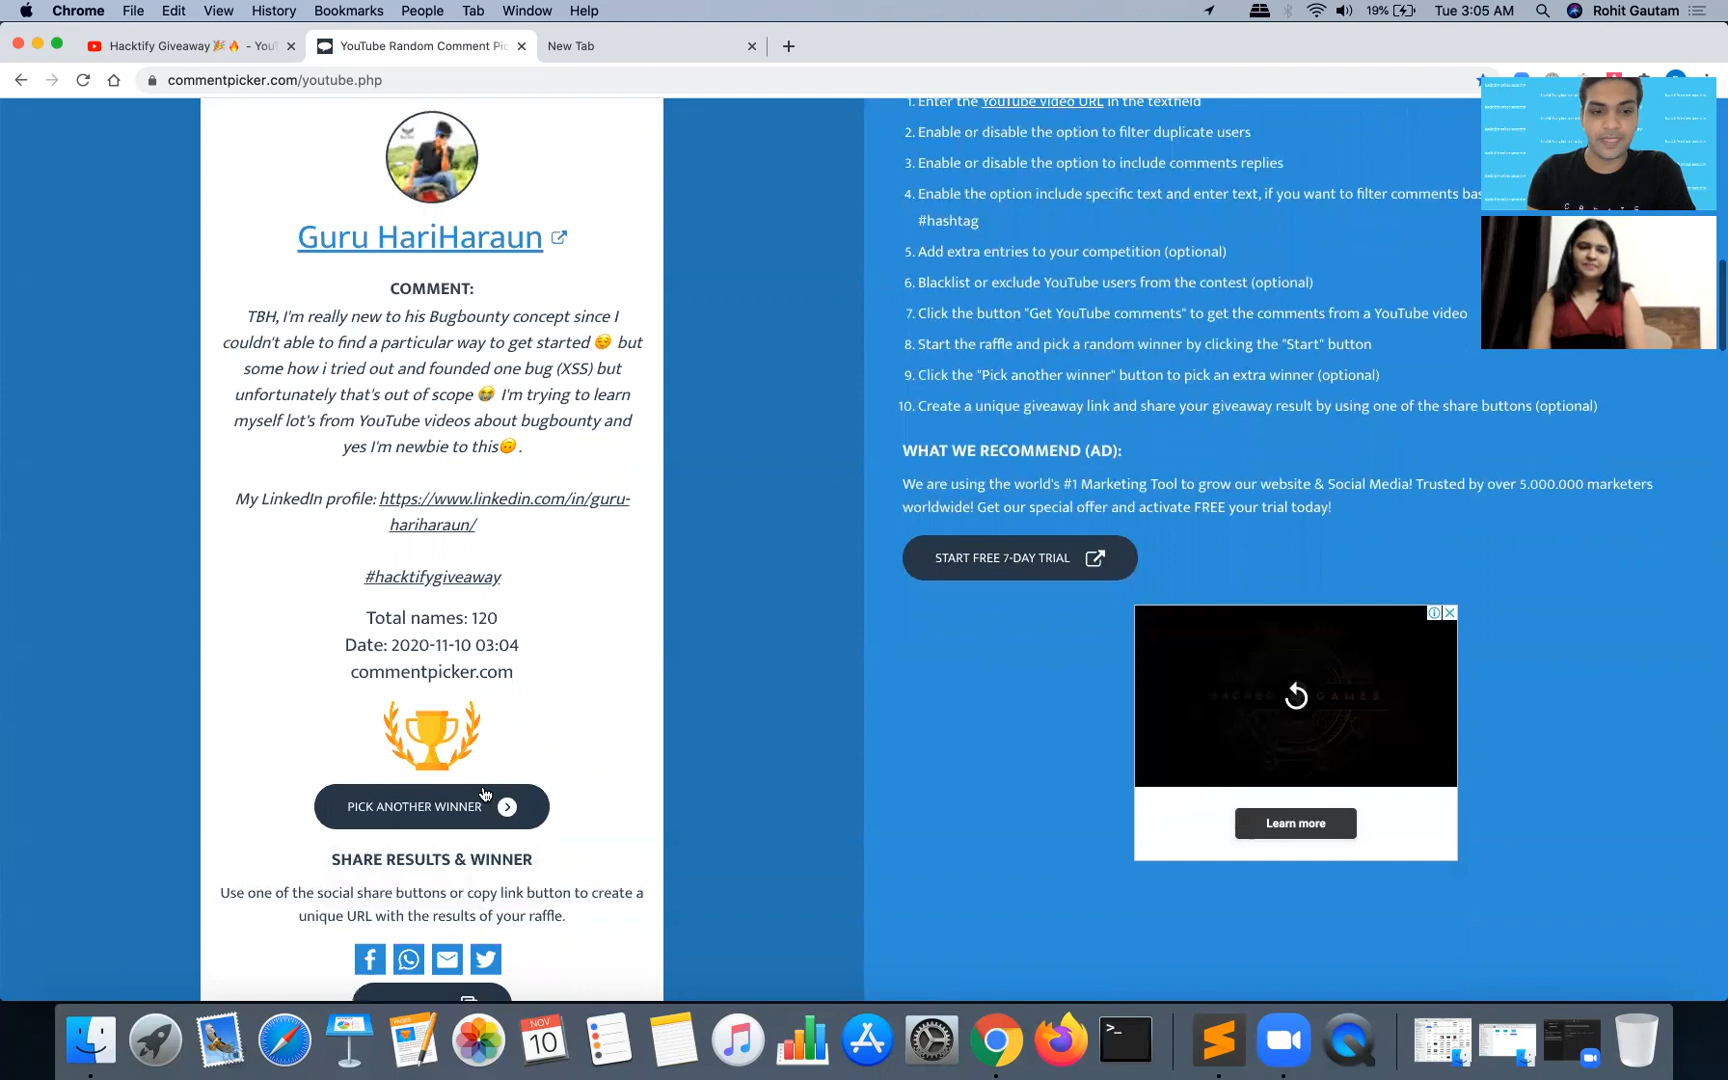 Chrome File Edit View History Bookmarks People Tab Window Help
19% Tue 3:05 AM Rohit Gautam
Hacktify Giveaway🎉🔥 - You
YouTube Random Comment Pic
New Tab
commentpicker.com/youtube.php
Guru HariHaraun
COMMENT:
TBH, I'm really new to his Bugbounty concept since I
couldn't able to find a particular way to get started 😌 but
some how i tried out and founded one bug (XSS) but
unfortunately that's out of scope 😭 I'm trying to learn
myself lot's from YouTube videos about bugbounty and
yes I'm newbie to this🙃 .
My LinkedIn profile: https://www.linkedin.com/in/guru-
hariharaun/
#hacktifygiveaway
Total names: 120
Date: 2020-11-10 03:04
commentpicker.com
PICK ANOTHER WINNER
SHARE RESULTS & WINNER
Use one of the social share buttons or copy link button to create a
unique URL with the results of your raffle.
1. Enter the YouTube video URL in the textfield
2. Enable or disable the option to filter duplicate users
3. Enable or disable the option to include comments replies
4. Enable the option include specific text and enter text, if you want to filter comments bas
#hashtag
5. Add extra entries to your competition (optional)
6. Blacklist or exclude YouTube users from the contest (optional)
7. Click the button "Get YouTube comments" to get the comments from a YouTube video
8. Start the raffle and pick a random winner by clicking the "Start" button
9. Click the "Pick another winner" button to pick an extra winner (optional)
10. Create a unique giveaway link and share your giveaway result by using one of the share buttons (optional)
WHAT WE RECOMMEND (AD):
We are using the world's #1 Marketing Tool to grow our website & Social Media! Trusted by over 5.000.000 marketers
worldwide! Get our special offer and activate FREE your trial today!
START FREE 7-DAY TRIAL
Learn more
NOV
10